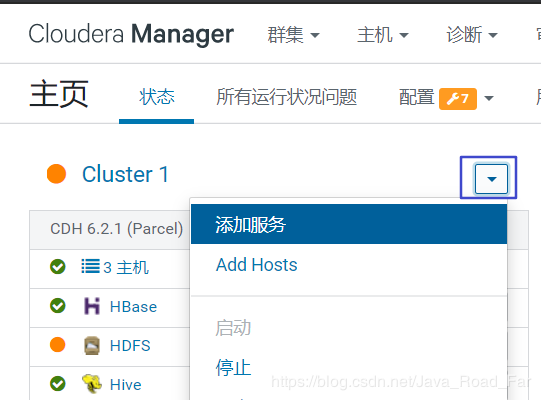 Cloudera Manager 群集 主机 诊断
主页 状态 所有运行状况问题 配置 7
Cluster 1
CDH 6.2.1 (Parcel) 添加服务
3 主机 Add Hosts
HBase 启动
HDFS 停止
Hive
https://blog.csdn.net/Java_Road_Far